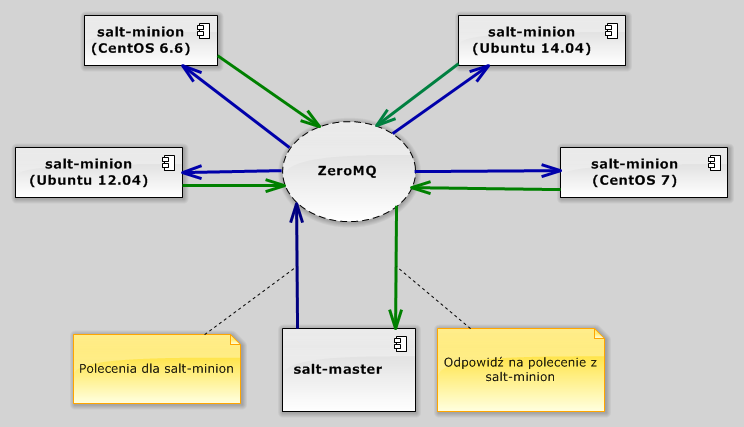 salt-minion
(CentOS 6.6)
salt-minion
(Ubuntu 14.04)
salt-minion
(Ubuntu 12.04)
ZeroMQ
salt-minion
(CentOS 7)
Polecenia dla salt-minion
salt-master
Odpowidź na polecenie z
salt-minion